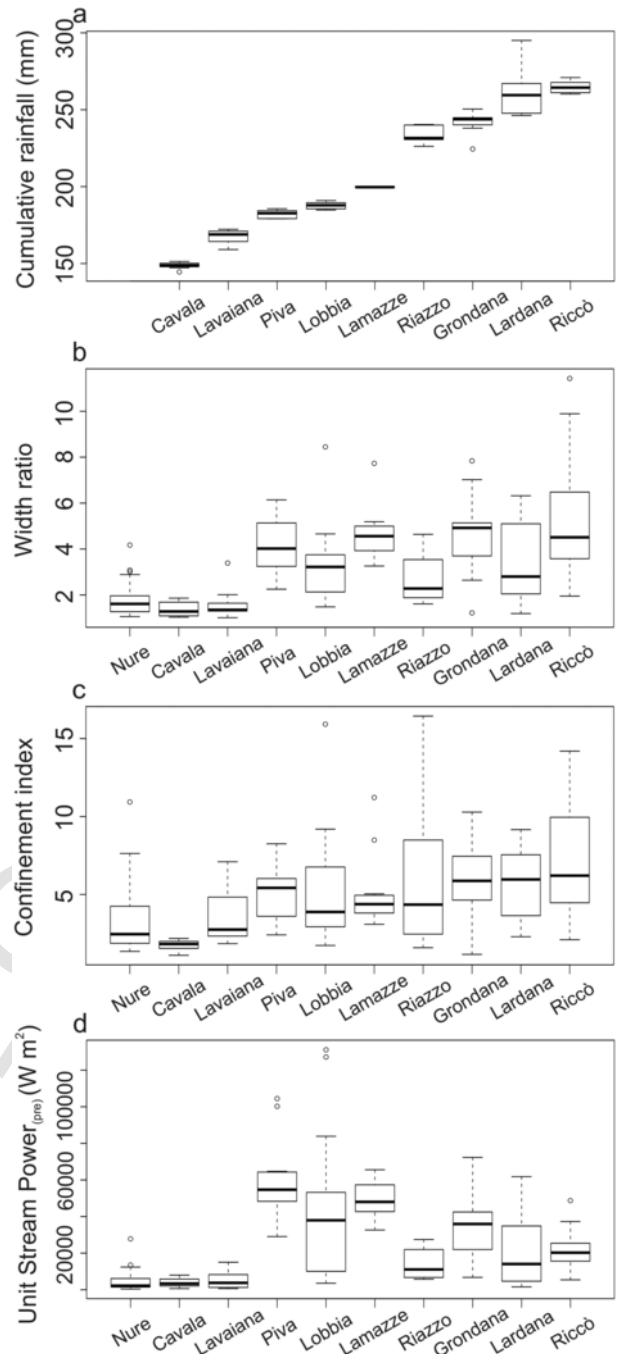 a
Cumulative rainfall (mm)
300
250
200
150
Cavala Lavaiana Piva Lobbia Lamazze Riazzo Grondana Lardana Riccò
b
Width ratio
10
8
6
4
2
Nure Cavala Lavaiana Piva Lobbia Lamazze Riazzo Grondana Lardana Riccò
c
Confinement index
15
10
5
Nure Cavala Lavaiana Piva Lobbia Lamazze Riazzo Grondana Lardana Riccò
d
Unit Stream Power(pre) (W m²)
100000
60000
20000
Nure Cavala Lavaiana Piva Lobbia Lamazze Riazzo Grondana Lardana Riccò